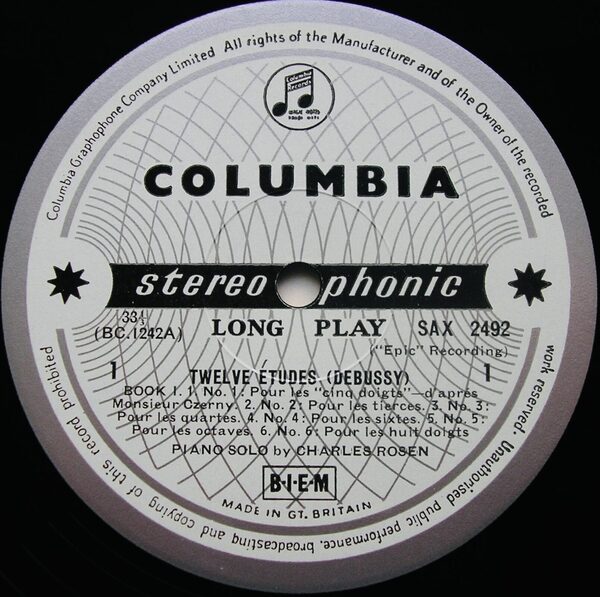 Columbia Graphophone Company Limited All rights of the Manufacturer and of the Owner of the recorded
work reserved. Unauthorised public performance, broadcasting and copying of this record prohibited
Columbia
Records
COLUMBIA
stereophonic
33⅓
(BC.1242A) LONG PLAY SAX 2492
("Epic" Recording)
1 1
TWELVE ÉTUDES (DEBUSSY)
BOOK 1. 1. No. 1: Pour les "cinq doigts"—d'après
Monsieur Czerny. 2. No. 2: Pour les tierces. 3. No. 3:
Pour les quartes. 4. No. 4: Pour les sixtes. 5. No. 5:
Pour les octaves. 6. No. 6: Pour les huit doigts
PIANO SOLO by CHARLES ROSEN
B·I·E·M
MADE IN GT. BRITAIN